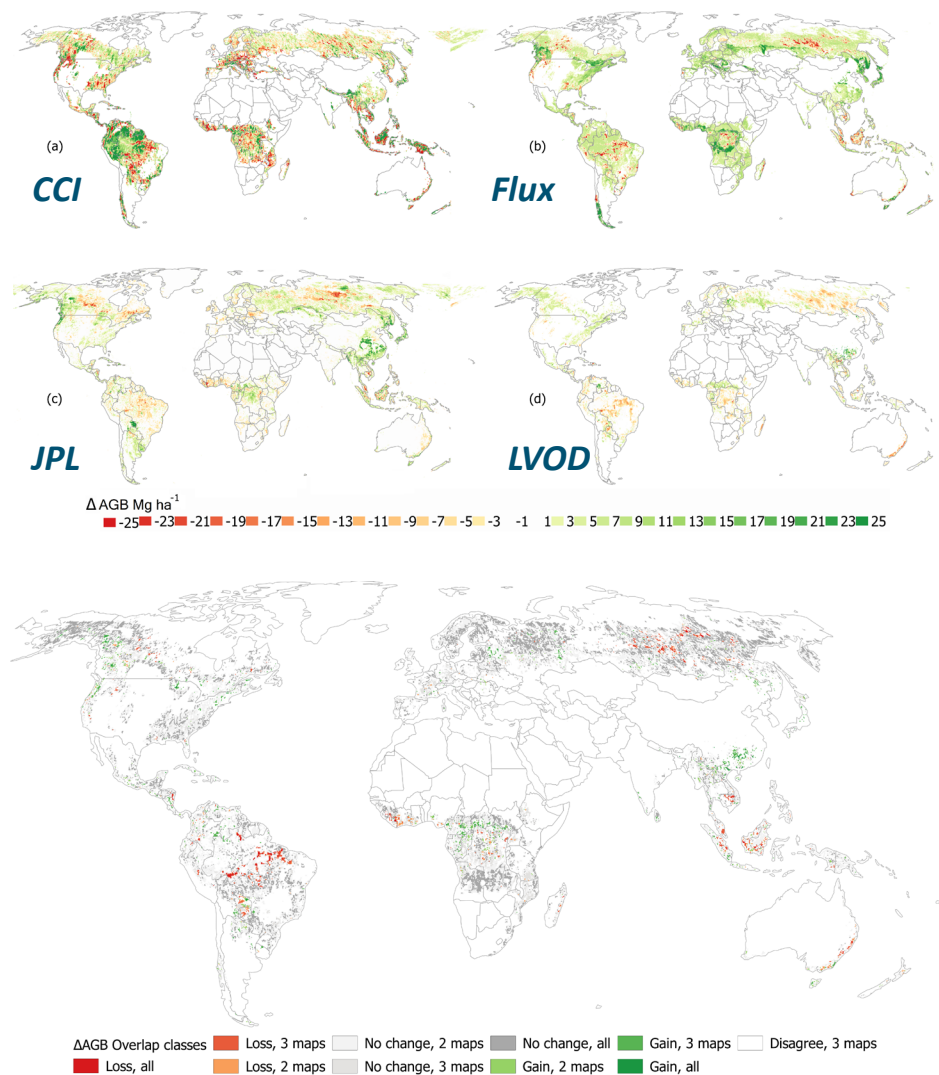 (a)
CCI
(b)
Flux
(c)
JPL
(d)
LVOD
Δ AGB Mg ha⁻¹
-25 -23 -21 -19 -17 -15 -13 -11 -9 -7 -5 -3 -1 1 3 5 7 9 11 13 15 17 19 21 23 25
ΔAGB Overlap classes Loss, 3 maps No change, 2 maps No change, all Gain, 3 maps Disagree, 3 maps
Loss, all Loss, 2 maps No change, 3 maps Gain, 2 maps Gain, all